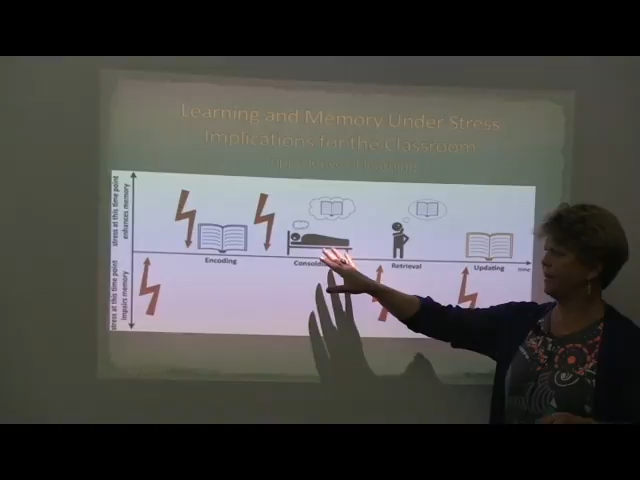 Learning and Memory Under Stress
Implications for the Classroom
stress at this time point
enhances memory
stress at this time point
impairs memory
Encoding
Retrieval
Updating